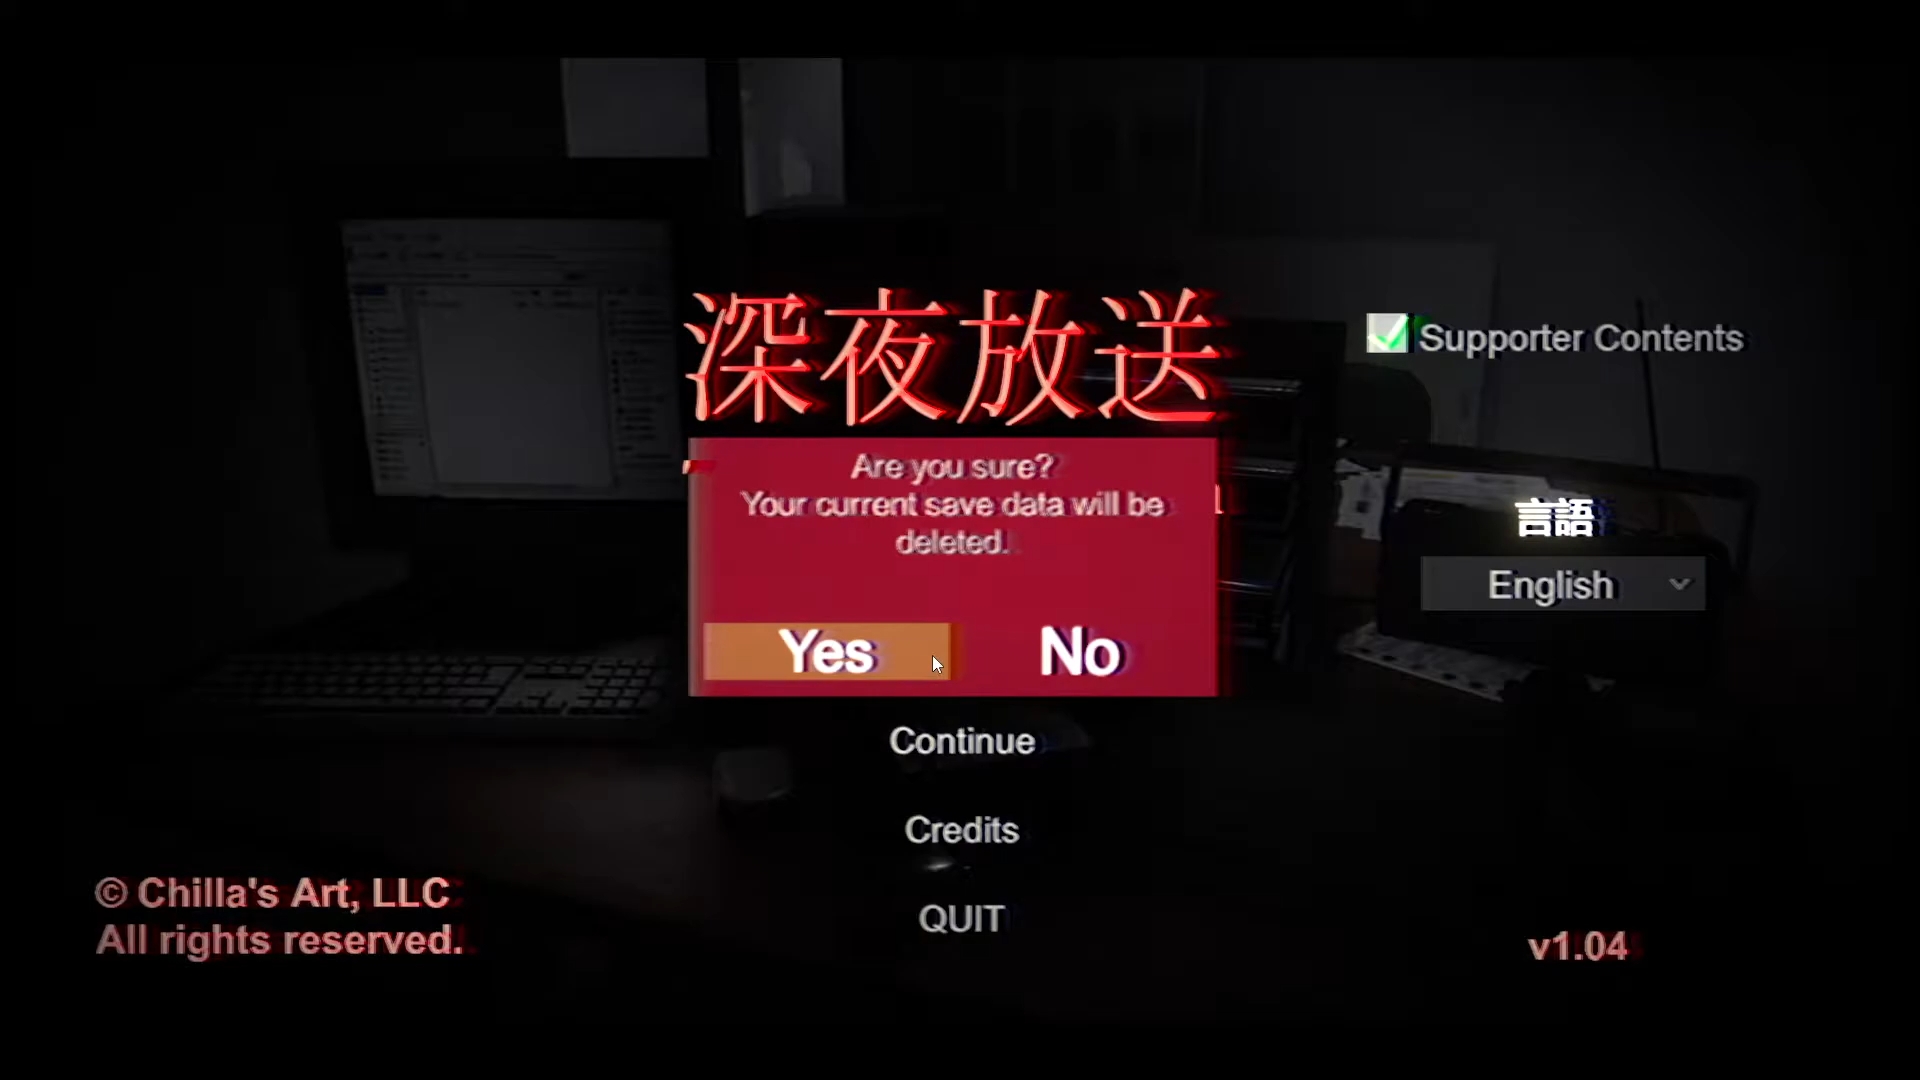 深夜放送
Supporter Contents
Are you sure?
Your current save data will be
deleted.
言語
English
Yes
No
Continue
Credits
QUIT
© Chilla's Art, LLC
All rights reserved.
v1.04